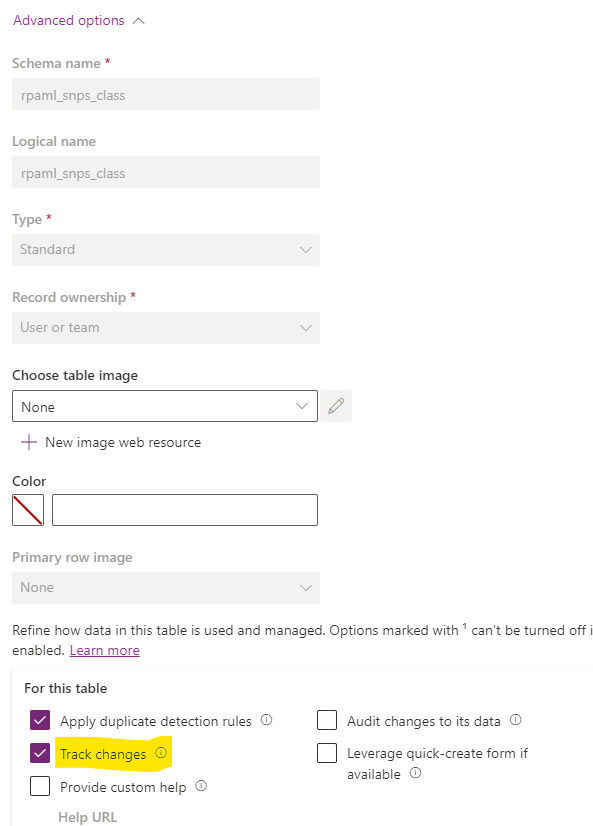 Advanced options
Schema name *
rpaml_snps_class
Logical name
rpaml_snps_class
Type *
Standard
Record ownership *
User or team
Choose table image
None
New image web resource
Color
Primary row image
None
Refine how data in this table is used and managed. Options marked with ¹ can't be turned off i
enabled. Learn more
For this table
Apply duplicate detection rules
Audit changes to its data
Track changes
Leverage quick-create form if
available
Provide custom help
Help URL